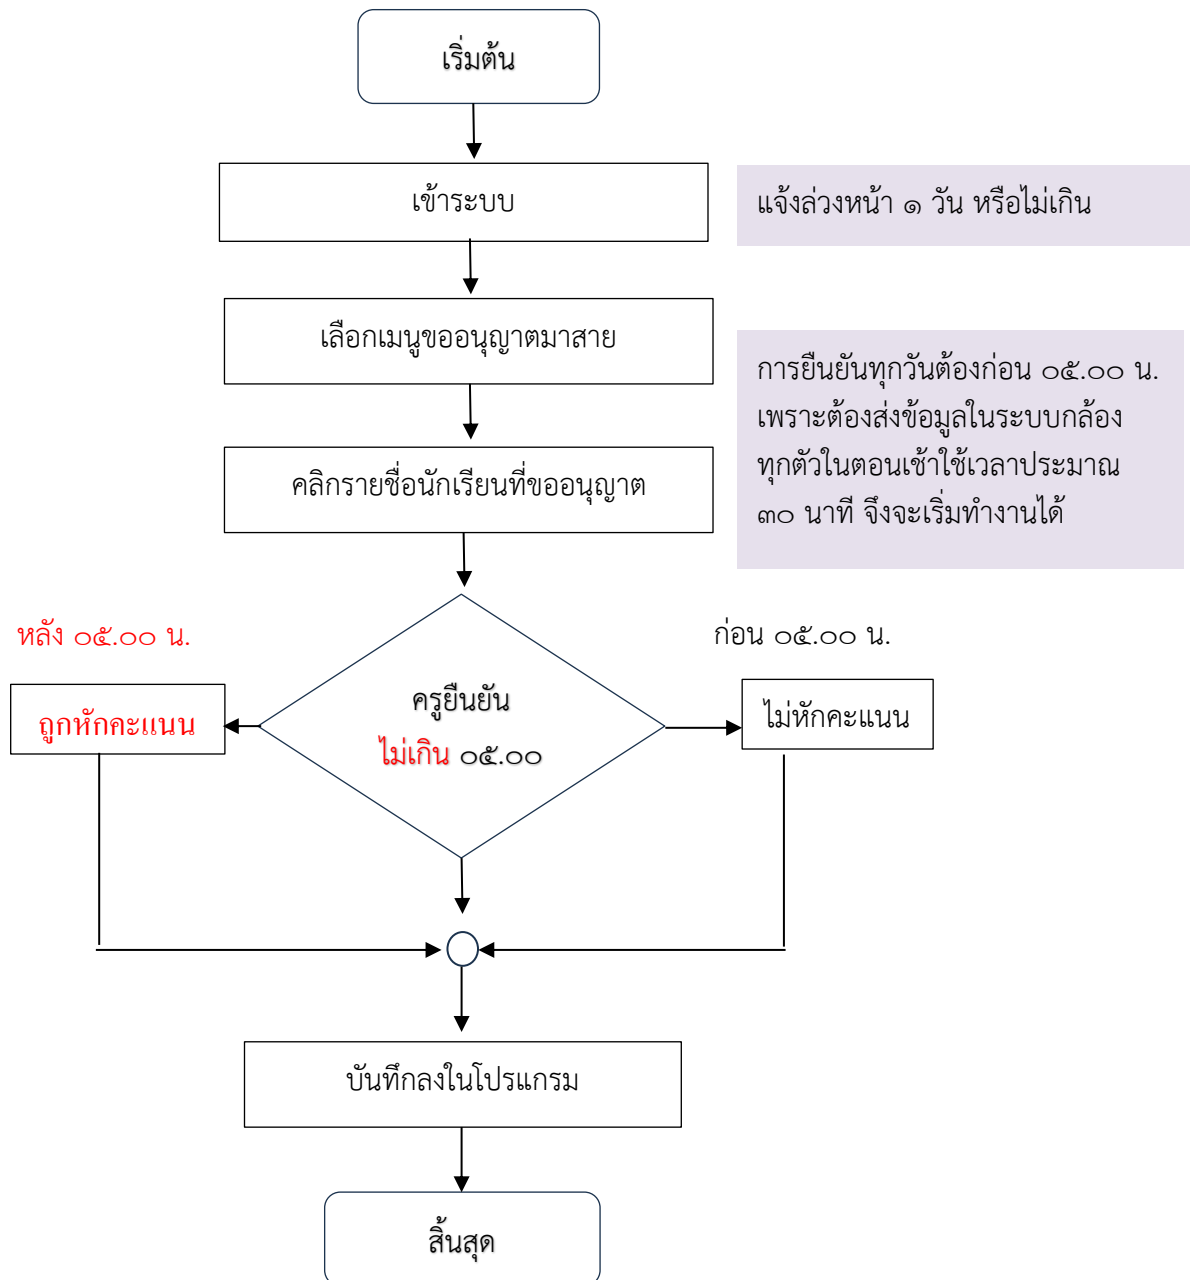 เริ่มต้น
เข้าระบบ
แจ้งล่วงหน้า ๑ วัน หรือไม่เกิน
เลือกเมนูขออนุญาตมาสาย
การยืนยันทุกวันต้องก่อน ๐๕.๐๐ น.
เพราะต้องส่งข้อมูลในระบบกล้อง
ทุกตัวในตอนเช้าใช้เวลาประมาณ
๓๐ นาที จึงจะเริ่มทำงานได้
คลิกรายชื่อนักเรียนที่ขออนุญาต
หลัง ๐๕.๐๐ น.
ก่อน ๐๕.๐๐ น.
ถูกหักคะแนน
ครูยืนยัน
ไม่เกิน ๐๕.๐๐
ไม่หักคะแนน
บันทึกลงในโปรแกรม
สิ้นสุด